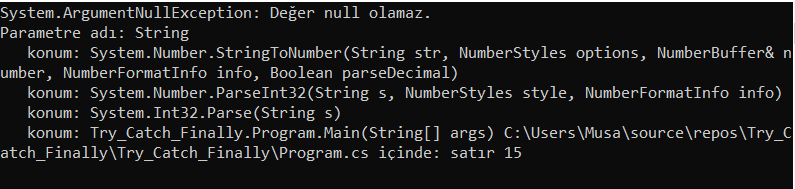 System.ArgumentNullException: Değer null olamaz.
Parametre adı: String
   konum: System.Number.StringToNumber(String str, NumberStyles options, NumberBuffer& n
umber, NumberFormatInfo info, Boolean parseDecimal)
   konum: System.Number.ParseInt32(String s, NumberStyles style, NumberFormatInfo info)
   konum: System.Int32.Parse(String s)
   konum: Try_Catch_Finally.Program.Main(String[] args) C:\Users\Musa\source\repos\Try_C
atch_Finally\Try_Catch_Finally\Program.cs içinde: satır 15